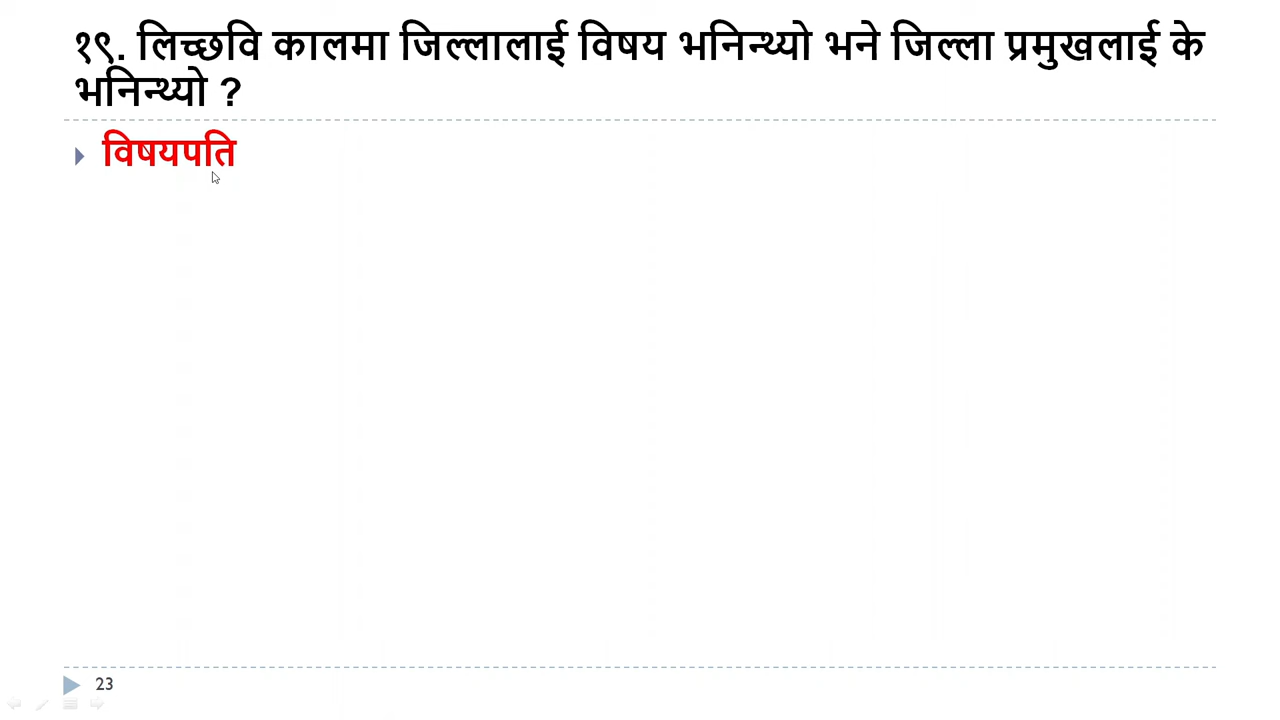 १९. लिच्छवि कालमा जिल्लालाई विषय भनिन्थ्यो भने जिल्ला प्रमुखलाई के
भनिन्थ्यो ?
विषयपति
23